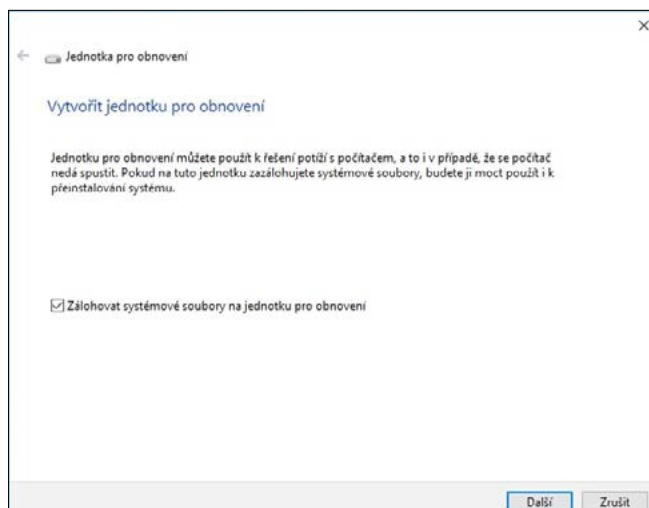 Jednotka pro obnovení
Vytvořit jednotku pro obnovení
Jednotku pro obnovení můžete použít k řešení potíží s počítačem, a to i v případě, že se počítač
nedá spustit. Pokud na tuto jednotku zazálohujete systémové soubory, budete ji moct použít i k
přeinstalování systému.
Zálohovat systémové soubory na jednotku pro obnovení
Další Zrušit